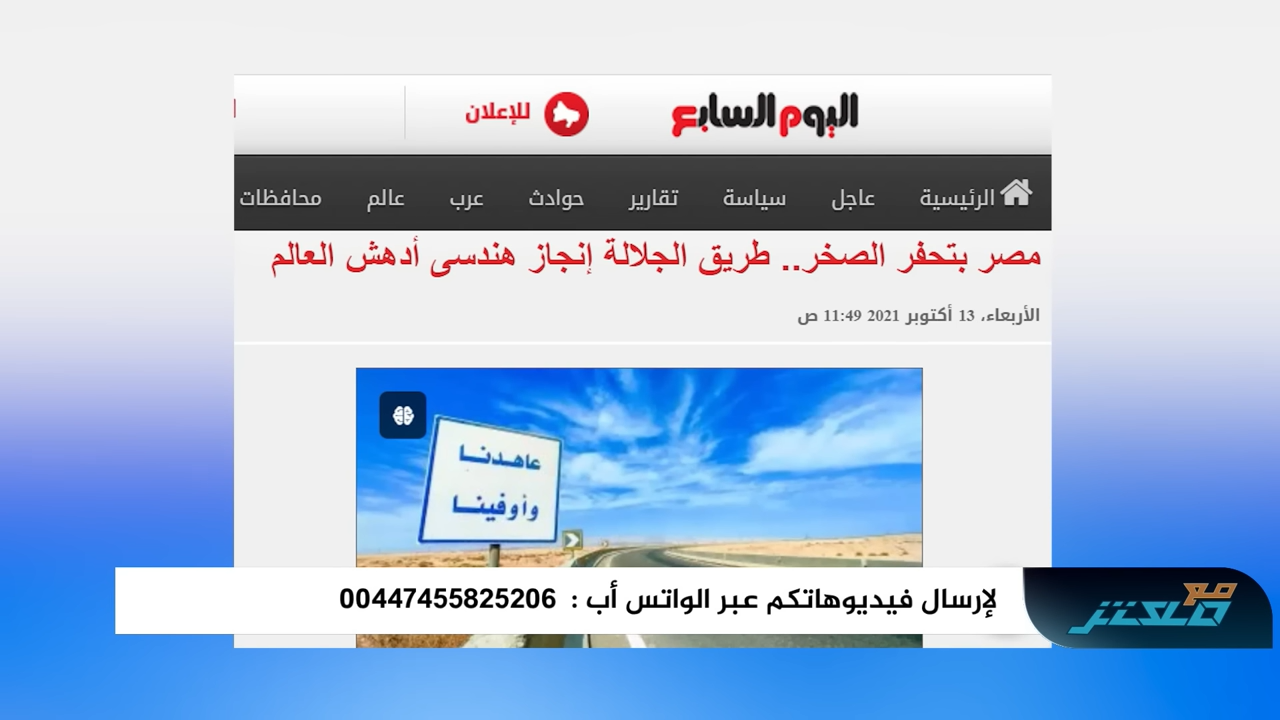 اليوم السابع
للإعلان
الرئيسية عاجل سياسة تقارير حوادث عرب عالم محافظات
مصر بتحفر الصخر.. طريق الجلالة إنجاز هندسى أدهش العالم
الأربعاء، 13 أكتوبر 2021 11:49 ص
عاهدنا
وأوفينا
لإرسال فيديوهاتكم عبر الواتس أب : 00447455825206
مع
معتز